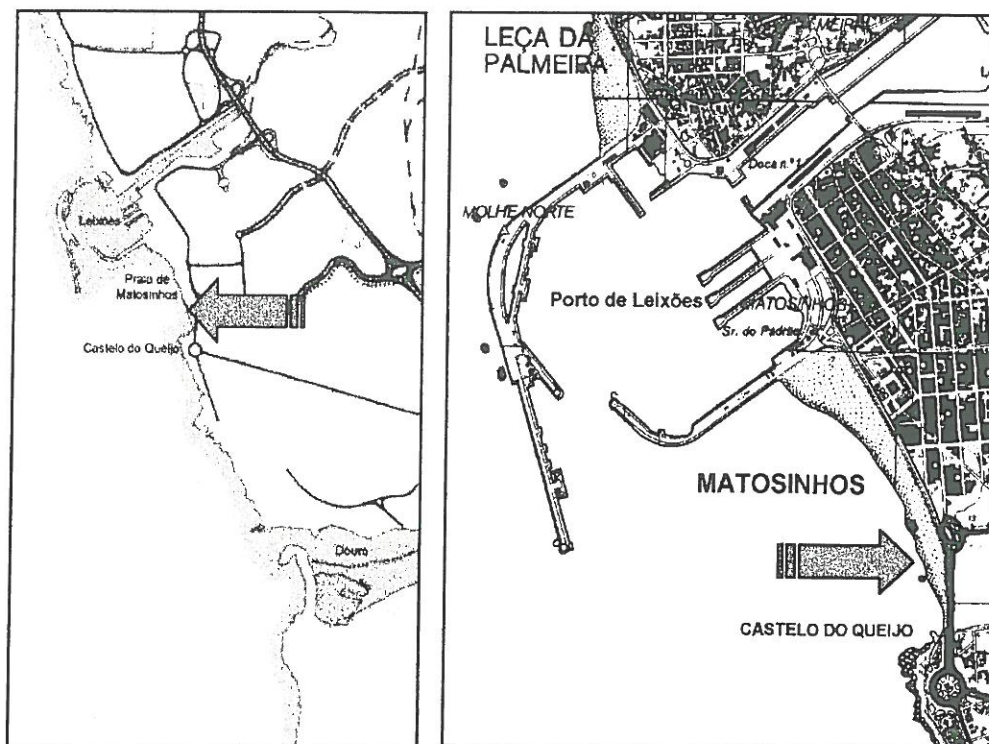 Leixões
Praia de
Matosinhos
Castelo do Queijo
Douro
LEÇA DA
PALMEIRA
Doca n.º 1
MOLHE NORTE
Porto de Leixões
MATOSINHOS
Sr. do Padrão
MATOSINHOS
CASTELO DO QUEIJO